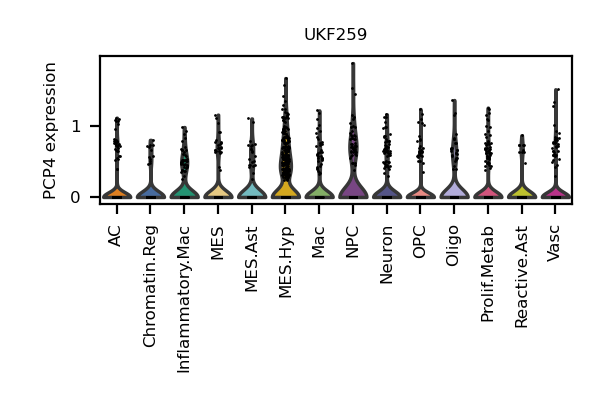 UKF259
PCP4 expression
1
0
AC
Chromatin.Reg
Inflammatory.Mac
MES
MES.Ast
MES.Hyp
Mac
NPC
Neuron
OPC
Oligo
Prolif.Metab
Reactive.Ast
Vasc